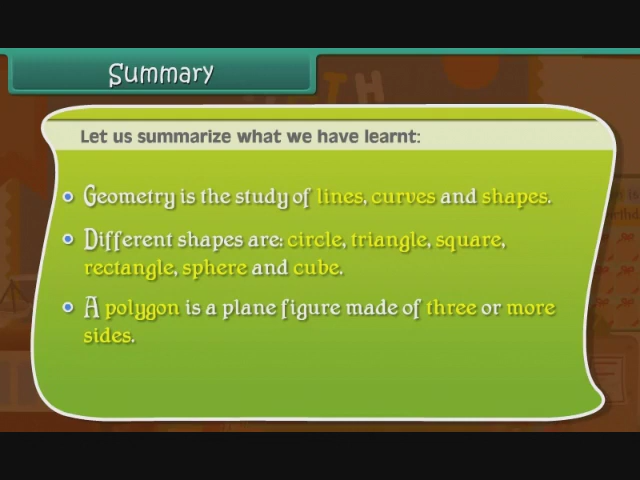 Summary
Let us summarize what we have learnt:
Geometry is the study of lines, curves and shapes.
Different shapes are: circle, triangle, square,
rectangle, sphere and cube.
A polygon is a plane figure made of three or more
sides.